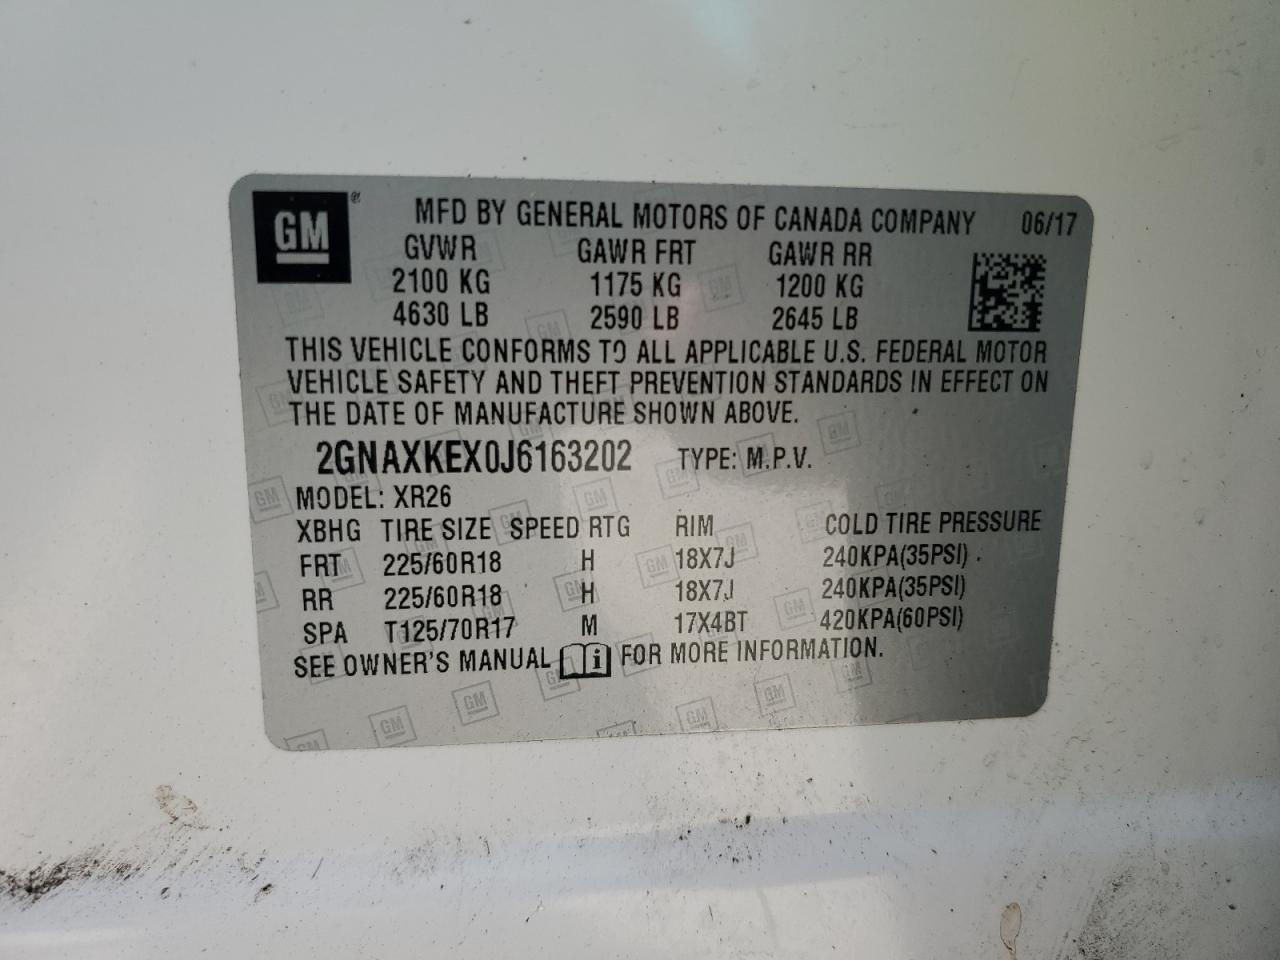 GM ® MFD BY GENERAL MOTORS OF CANADA COMPANY 06/17
GVWR GAWR FRT GAWR RR
2100 KG 1175 KG 1200 KG
4630 LB 2590 LB 2645 LB
THIS VEHICLE CONFORMS TO ALL APPLICABLE U.S. FEDERAL MOTOR
VEHICLE SAFETY AND THEFT PREVENTION STANDARDS IN EFFECT ON
THE DATE OF MANUFACTURE SHOWN ABOVE.
2GNAXKEX0J6163202 TYPE: M.P.V.
MODEL: XR26
XBHG TIRE SIZE SPEED RTG RIM COLD TIRE PRESSURE
FRT 225/60R18 H 18X7J 240KPA(35PSI)
RR 225/60R18 H 18X7J 240KPA(35PSI)
SPA T125/70R17 M 17X4BT 420KPA(60PSI)
SEE OWNER'S MANUAL i FOR MORE INFORMATION.